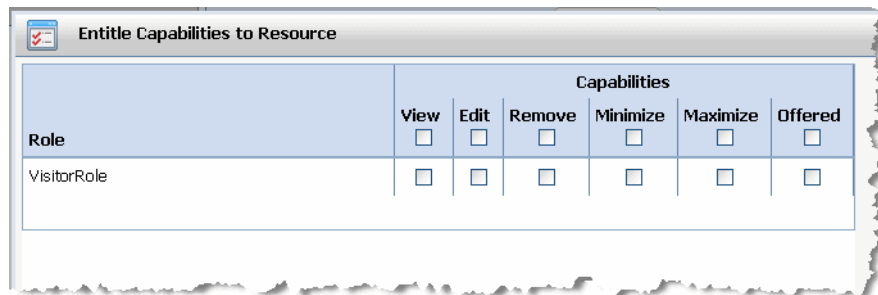 Entitle Capabilities to Resource
Capabilities
Role View Edit Remove Minimize Maximize Offered
VisitorRole